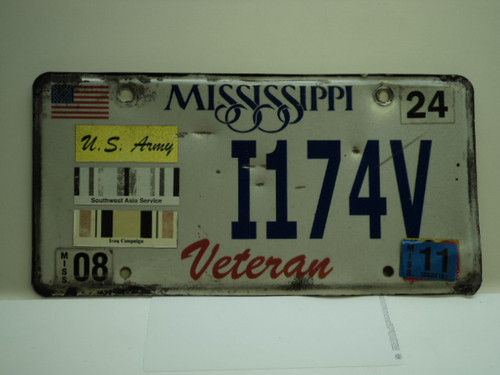 MISSISSIPPI
24
U.S. Army
Southwest Asia Service
Iraq Campaign
I174V
MISS
08
Veteran
11